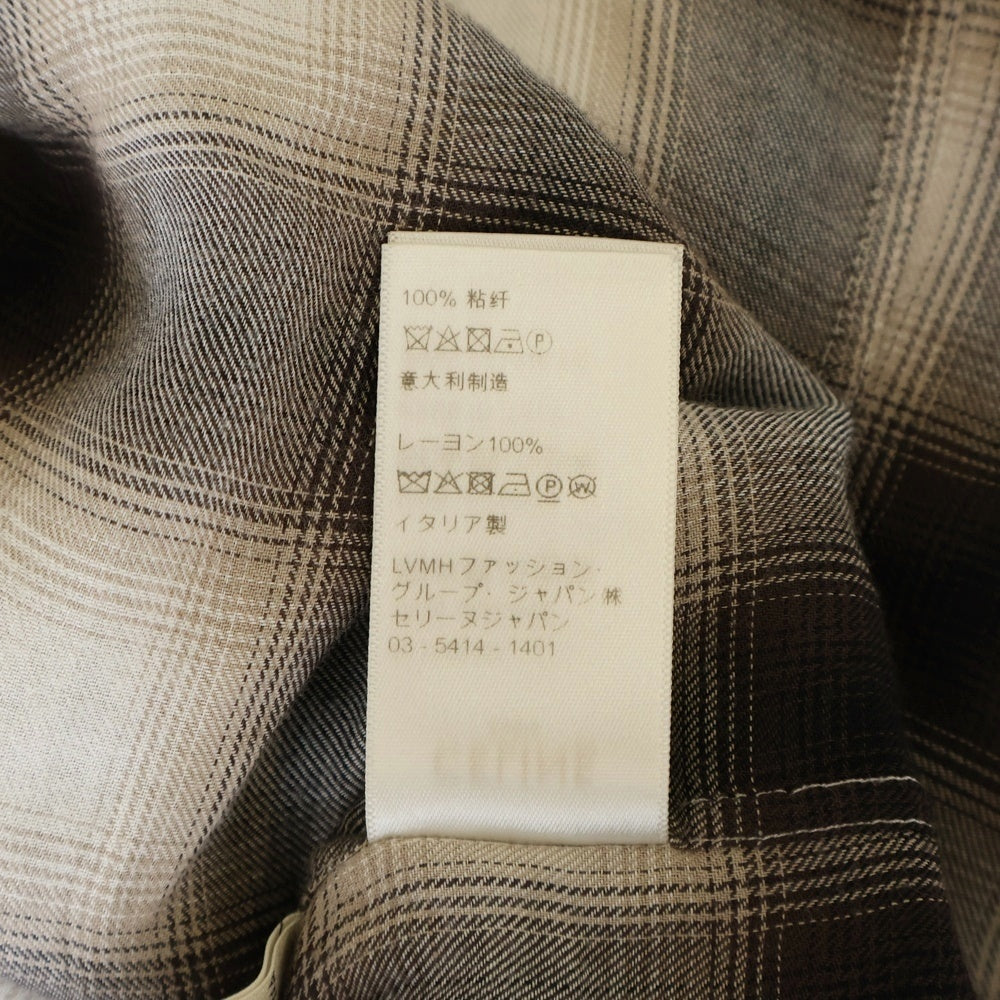 100% 粘纤
P
意大利制造
レーヨン100%
P W
イタリア製
LVMHファッション・
グループ・ジャパン㈱
セリーヌジャパン
03 - 5414 - 1401
CELINE